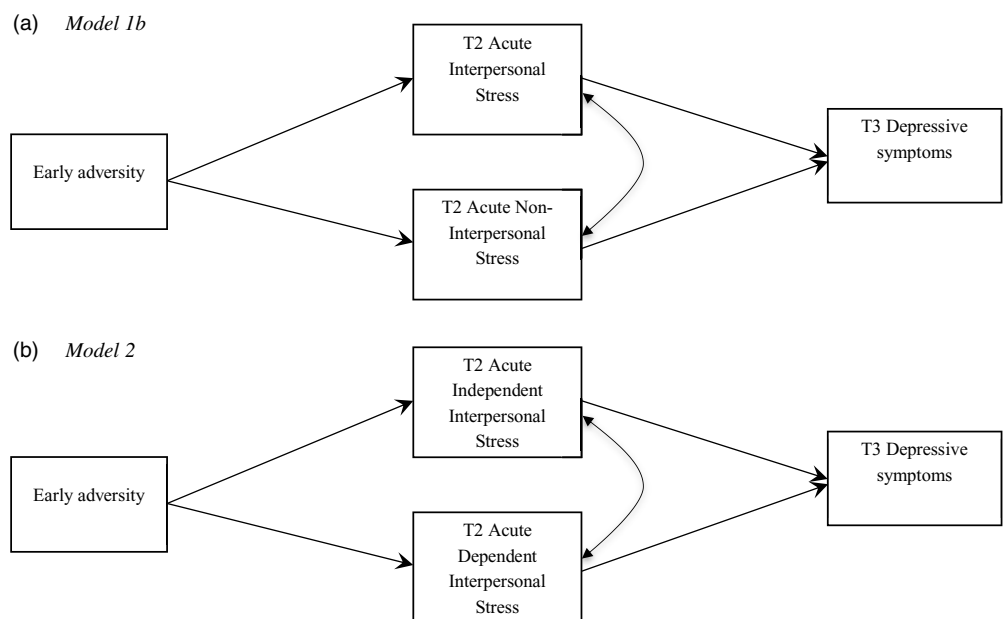 (a) Model 1b
T2 Acute
Interpersonal
Stress
Early adversity
T2 Acute Non-
Interpersonal
Stress
T3 Depressive
symptoms
(b) Model 2
T2 Acute
Independent
Interpersonal
Stress
Early adversity
T2 Acute
Dependent
Interpersonal
Stress
T3 Depressive
symptoms